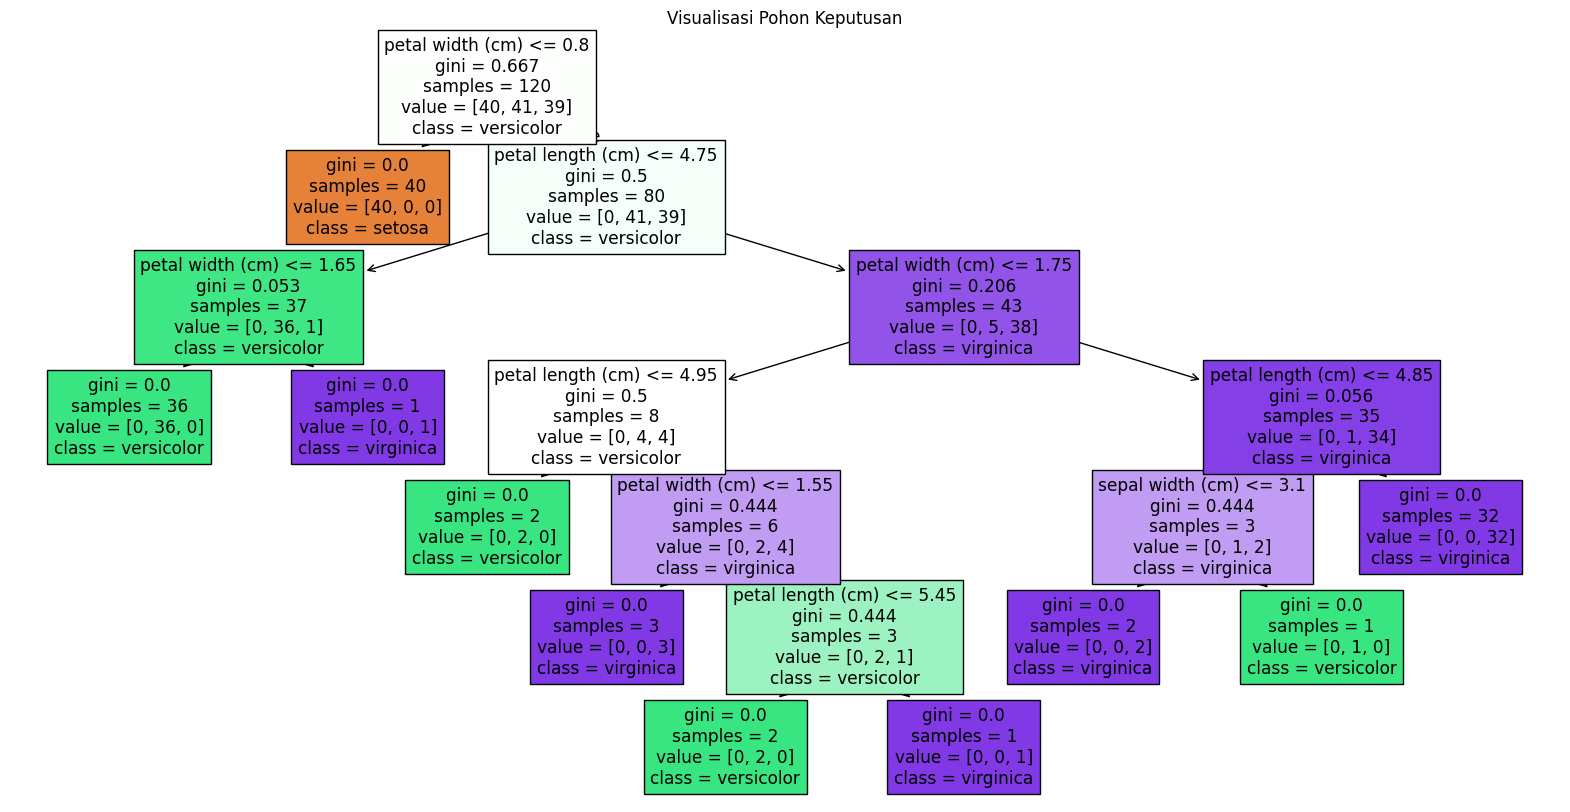 Visualisasi Pohon Keputusan
petal width (cm) <= 0.8
gini = 0.667
samples = 120
value = [40, 41, 39]
class = versicolor
gini = 0.0
samples = 40
value = [40, 0, 0]
class = setosa
petal length (cm) <= 4.75
gini = 0.5
samples = 80
value = [0, 41, 39]
class = versicolor
petal width (cm) <= 1.65
gini = 0.053
samples = 37
value = [0, 36, 1]
class = versicolor
petal width (cm) <= 1.75
gini = 0.206
samples = 43
value = [0, 5, 38]
class = virginica
gini = 0.0
samples = 36
value = [0, 36, 0]
class = versicolor
gini = 0.0
samples = 1
value = [0, 0, 1]
class = virginica
petal length (cm) <= 4.95
gini = 0.5
samples = 8
value = [0, 4, 4]
class = versicolor
petal length (cm) <= 4.85
gini = 0.056
samples = 35
value = [0, 1, 34]
class = virginica
gini = 0.0
samples = 2
value = [0, 2, 0]
class = versicolor
petal width (cm) <= 1.55
gini = 0.444
samples = 6
value = [0, 2, 4]
class = virginica
sepal width (cm) <= 3.1
gini = 0.444
samples = 3
value = [0, 1, 2]
class = virginica
gini = 0.0
samples = 32
value = [0, 0, 32]
class = virginica
gini = 0.0
samples = 3
value = [0, 0, 3]
class = virginica
petal length (cm) <= 5.45
gini = 0.444
samples = 3
value = [0, 2, 1]
class = versicolor
gini = 0.0
samples = 2
value = [0, 0, 2]
class = virginica
gini = 0.0
samples = 1
value = [0, 1, 0]
class = versicolor
gini = 0.0
samples = 2
value = [0, 2, 0]
class = versicolor
gini = 0.0
samples = 1
value = [0, 0, 1]
class = virginica